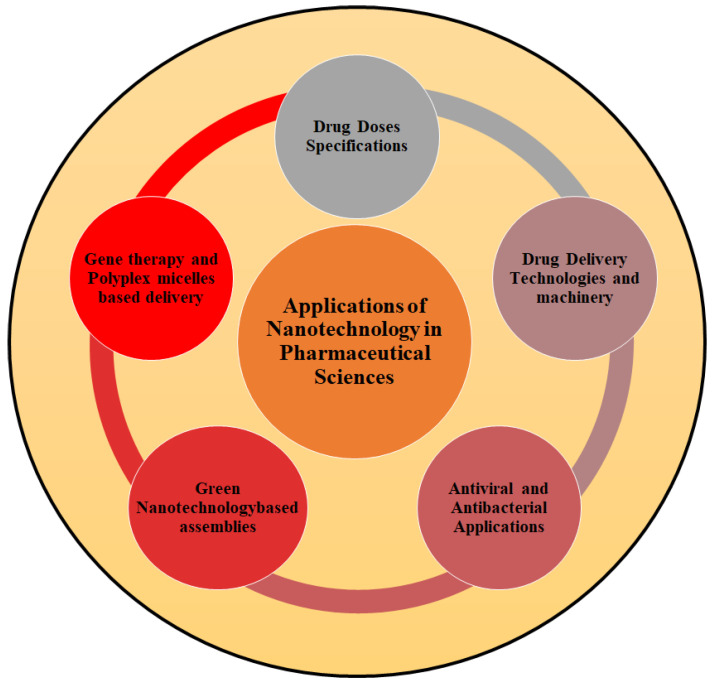 Drug Doses
Specifications
Drug Delivery
Technologies and
machinery
Antiviral and
Antibacterial
Applications
Green
Nanotechnologybased
assemblies
Gene therapy and
Polyplex micelles
based delivery
Applications of
Nanotechnology in
Pharmaceutical
Sciences